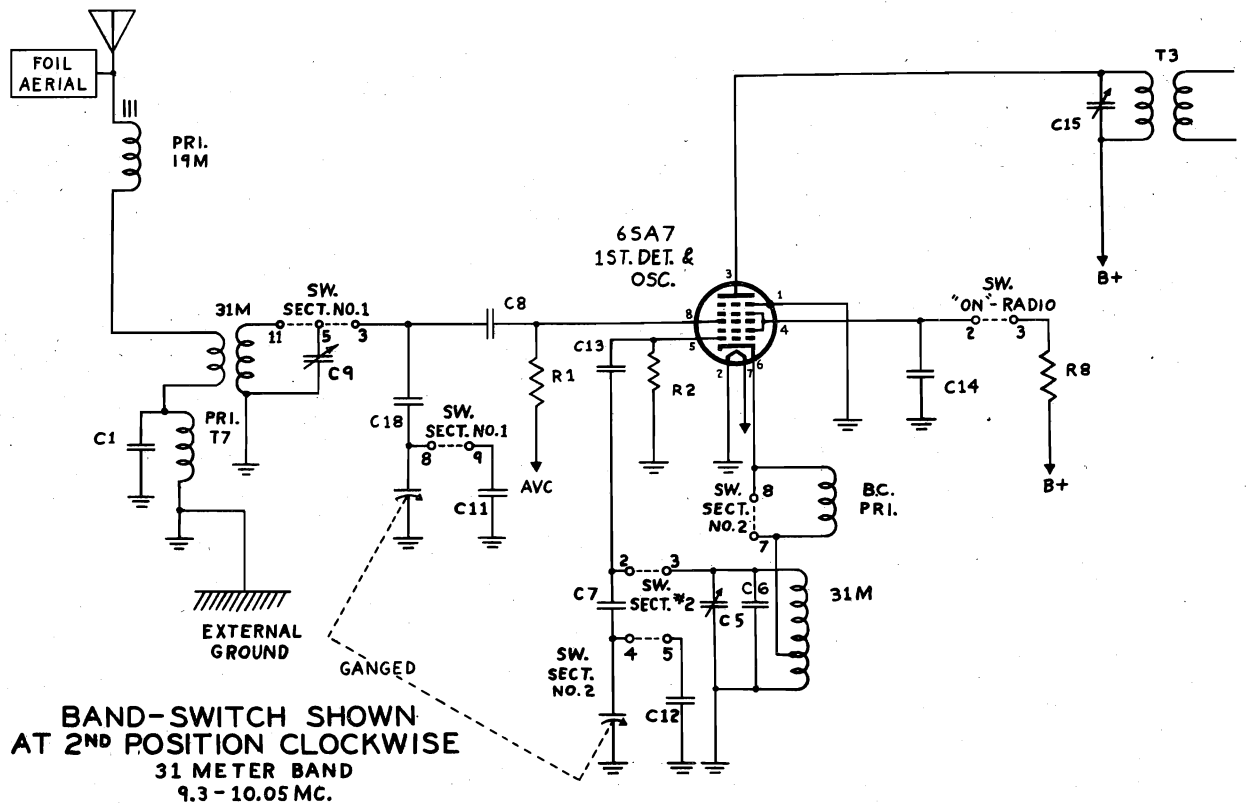 FOIL
AERIAL
PRI.
19M
T3
C15
B+
6SA7
1ST. DET. &
OSC.
3
1
8
4
5
2
7
6
SW.
"ON"-RADIO
2
3
R8
C14
B+
31M
SW.
SECT. NO.1
11
5
3
C9
C8
C13
R1
R2
C18
SW.
SECT. NO.1
8
9
C11
AVC
PRI.
T7
C1
SW.
SECT.
NO.2
8
7
B.C.
PRI.
2
3
SW.
SECT. #2
C7
C5
C6
31M
4
5
SW.
SECT.
NO.2
C12
EXTERNAL
GROUND
GANGED
BAND-SWITCH SHOWN
AT 2ND POSITION CLOCKWISE
31 METER BAND
9.3-10.05 MC.